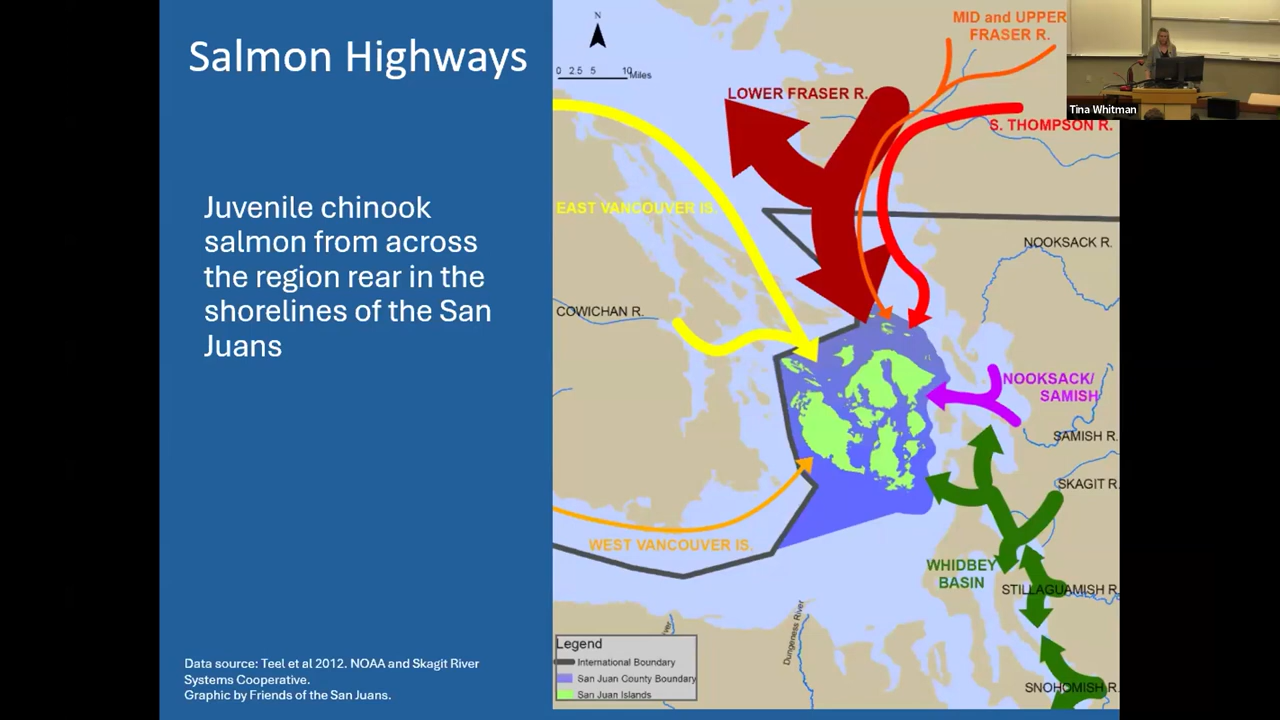 Salmon Highways
Juvenile chinook
salmon from across
the region rear in the
shorelines of the San
Juans
Data source: Teel et al 2012. NOAA and Skagit River
Systems Cooperative.
Graphic by Friends of the San Juans.
N
0 2.5 5 10 Miles
MID and UPPER
FRASER R.
Tina Whitman
LOWER FRASER R.
S. THOMPSON R.
EAST VANCOUVER IS.
NOOKSACK R.
COWICHAN R.
NOOKSACK/
SAMISH
SAMISH R.
SKAGIT R.
WEST VANCOUVER IS.
WHIDBEY
BASIN
STILLAGUAMISH R.
Dungeness River
SNOHOMISH R.
Legend
International Boundary
San Juan County Boundary
San Juan Islands